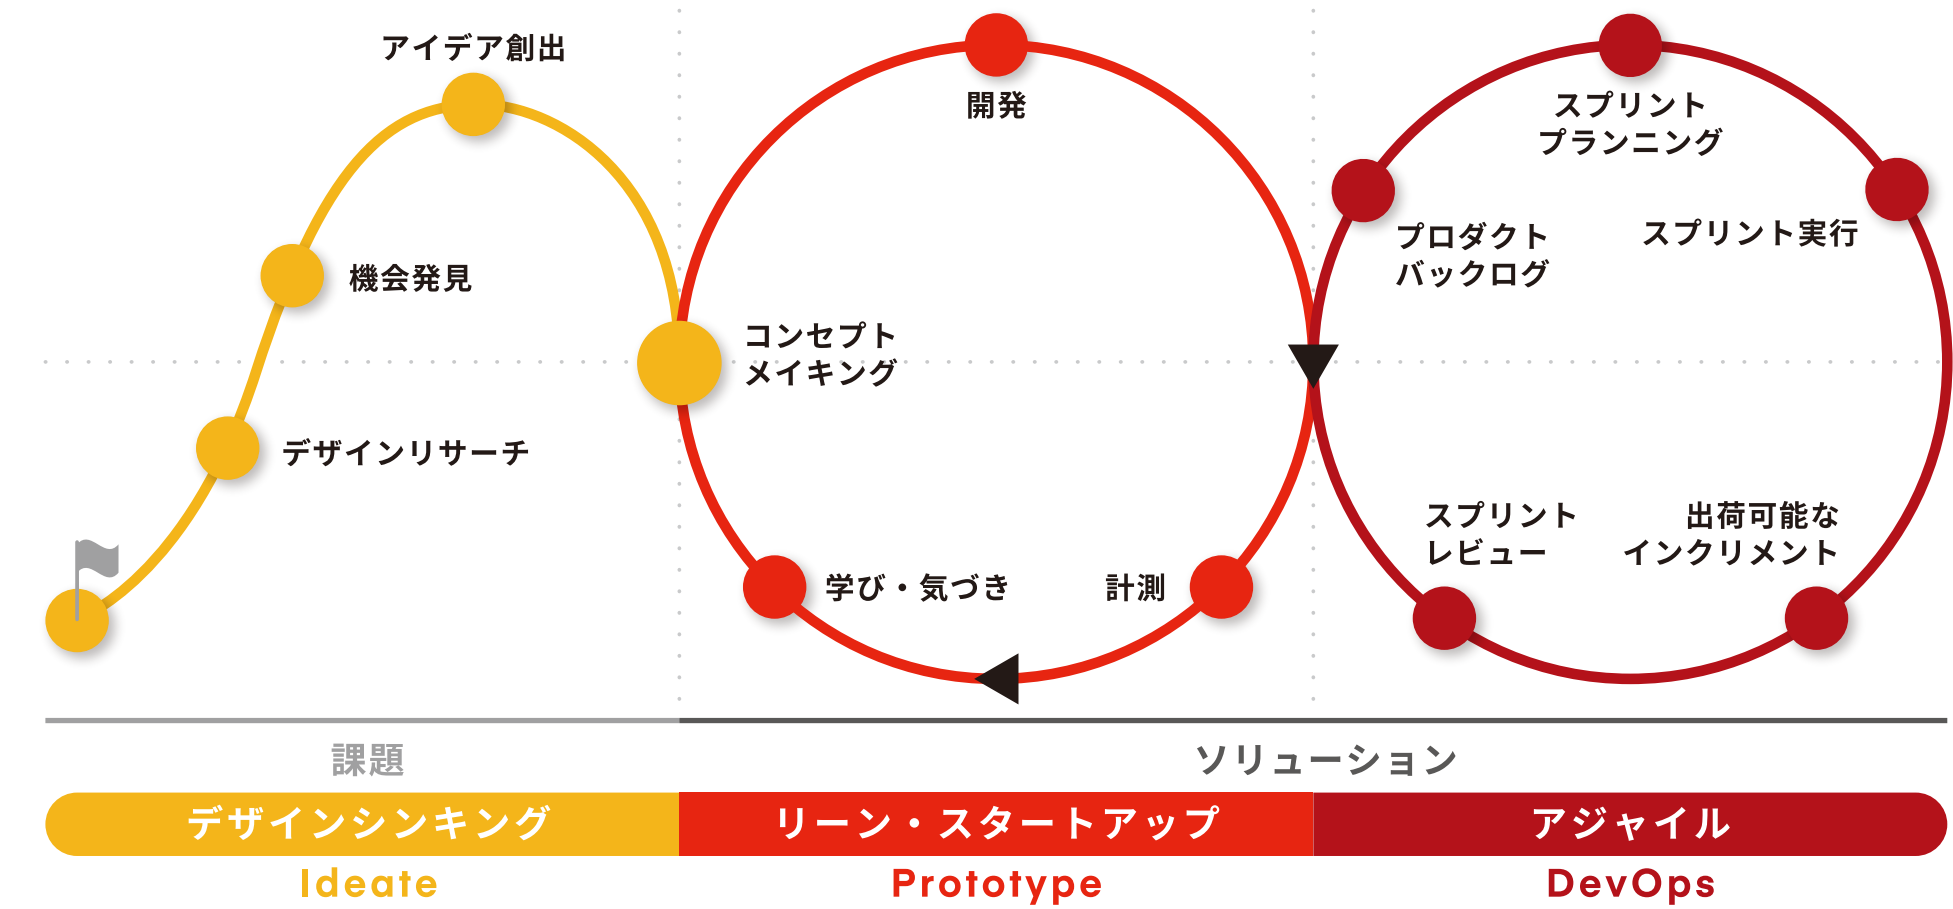 アイデア創出
機会発見
デザインリサーチ
コンセプト
メイキング
開発
学び・気づき
計測
スプリント
プランニング
プロダクト
バックログ
スプリント実行
スプリント
レビュー
出荷可能な
インクリメント
課題
ソリューション
デザインシンキング
リーン・スタートアップ
アジャイル
Ideate
Prototype
DevOps